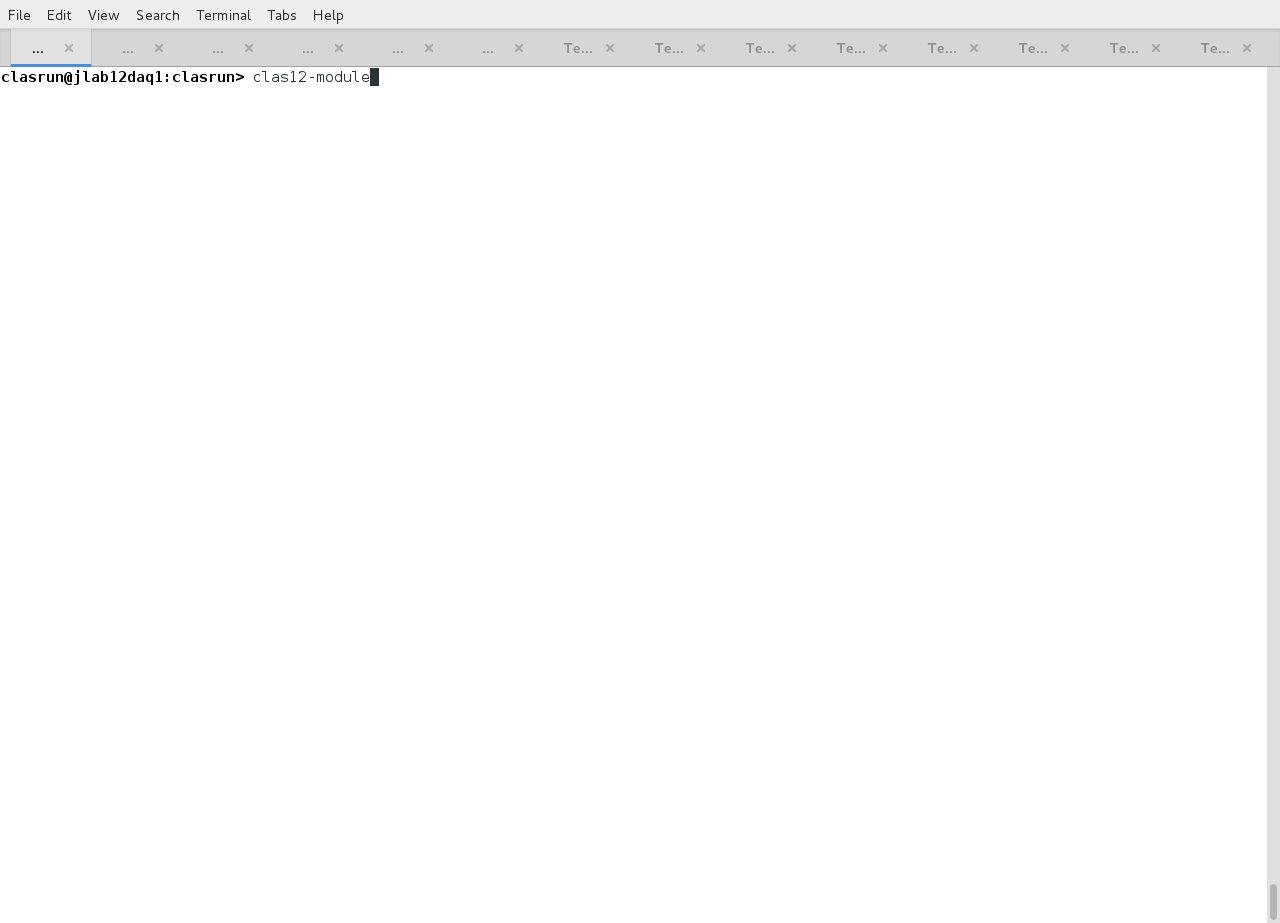 File Edit View Search Terminal Tabs Help
... × ... × ... × ... × ... × ... × Te... × Te... × Te... × Te... × Te... × Te... × Te... × Te... ×
clasrun@jlab12daq1:clasrun> clas12-module